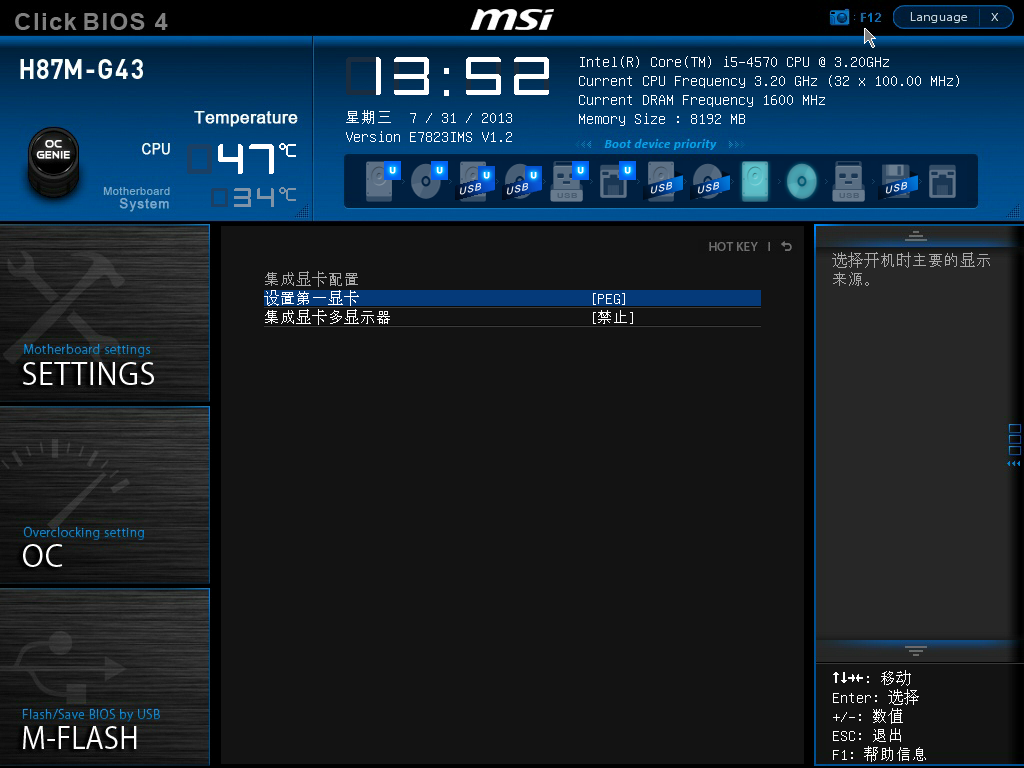 Click BIOS 4
msi
F12
Language
X
H87M-G43
Temperature
OC GENIE
CPU
47℃
Motherboard
System
34℃
13:52
星期三 7 / 31 / 2013
Version E7823IMS V1.2
Intel(R) Core(TM) i5-4570 CPU @ 3.20GHz
Current CPU Frequency 3.20 GHz (32 x 100.00 MHz)
Current DRAM Frequency 1600 MHz
Memory Size : 8192 MB
Boot device priority
U U U U U U
USB USB USB USB USB USB USB
HOT KEY
集成显卡配置
设置第一显卡 [PEG]
集成显卡多显示器 [禁止]
Motherboard settings
SETTINGS
Overclocking setting
OC
Flash/Save BIOS by USB
M-FLASH
选择开机时主要的显示
来源。
↑↓→←: 移动
Enter: 选择
+/-: 数值
ESC: 退出
F1: 帮助信息